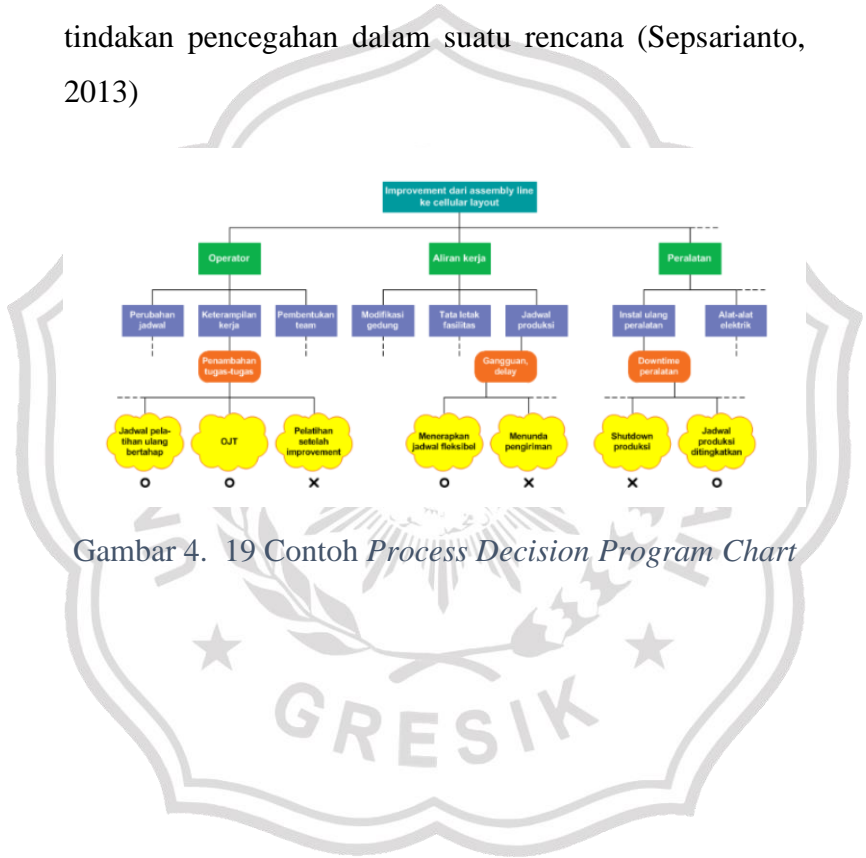 tindakan pencegahan dalam suatu rencana (Sepsarianto,
2013)
Improvement dari assembly line
ke cellular layout
Operator
Aliran kerja
Peralatan
Perubahan
jadwal
Keterampilan
kerja
Pembentukan
team
Modifikasi
gedung
Tata letak
fasilitas
Jadwal
produksi
Instal ulang
peralatan
Alat-alat
elektrik
Penambahan
tugas-tugas
Gangguan,
delay
Downtime
peralatan
Jadwal pela-
tihan ulang
bertahap
OJT
Pelatihan
setelah
improvement
Menerapkan
jadwal fleksibel
Menunda
pengiriman
Shutdown
produksi
Jadwal
produksi
ditingkatkan
O O X O X X O
Gambar 4. 19 Contoh Process Decision Program Chart
GRESIK